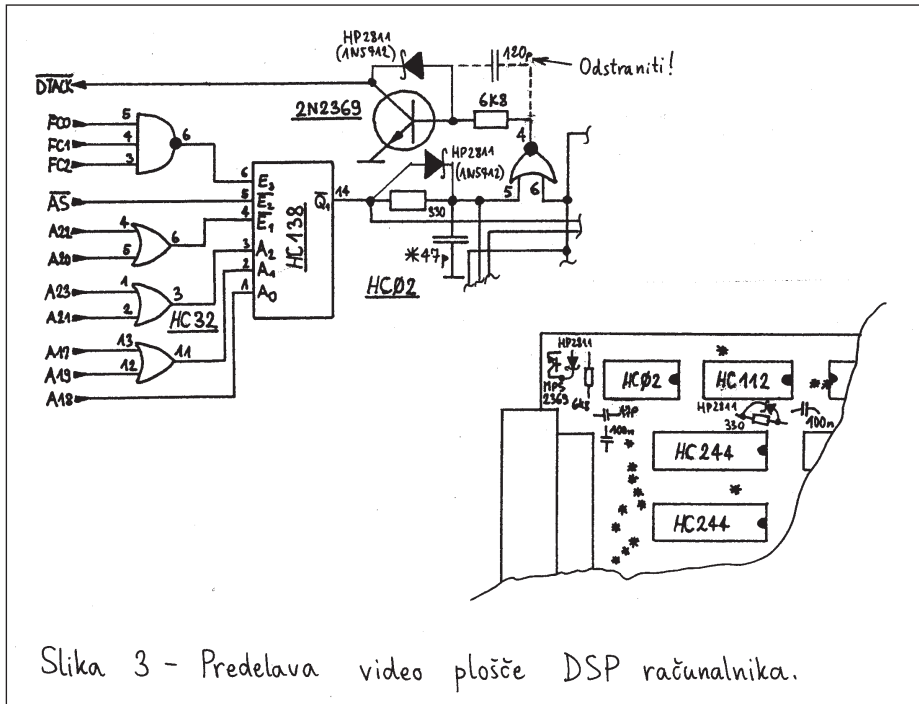 HP2811
(1N5712)
120p
Odstraniti!
DTACK
2N2369
6K8
4
FC0 5
FC1 4 6
FC2 3
HP2811
(1N5712)
6 E3
AS 5 E2
4 E1
Q1 14
5 6
A22 4
A20 5 6
3 A2
HC138
330
2 A1
*47p
A23 1
1 A0
HC02
A21 2 3
HC32
A17 13
A19 12 11
A18
HP2811
MPS
2369
6K8
HC02
HC112
47p
100n
HP2811
330
100n
HC244
HC244
Slika 3 - Predelava video plošče DSP računalnika.